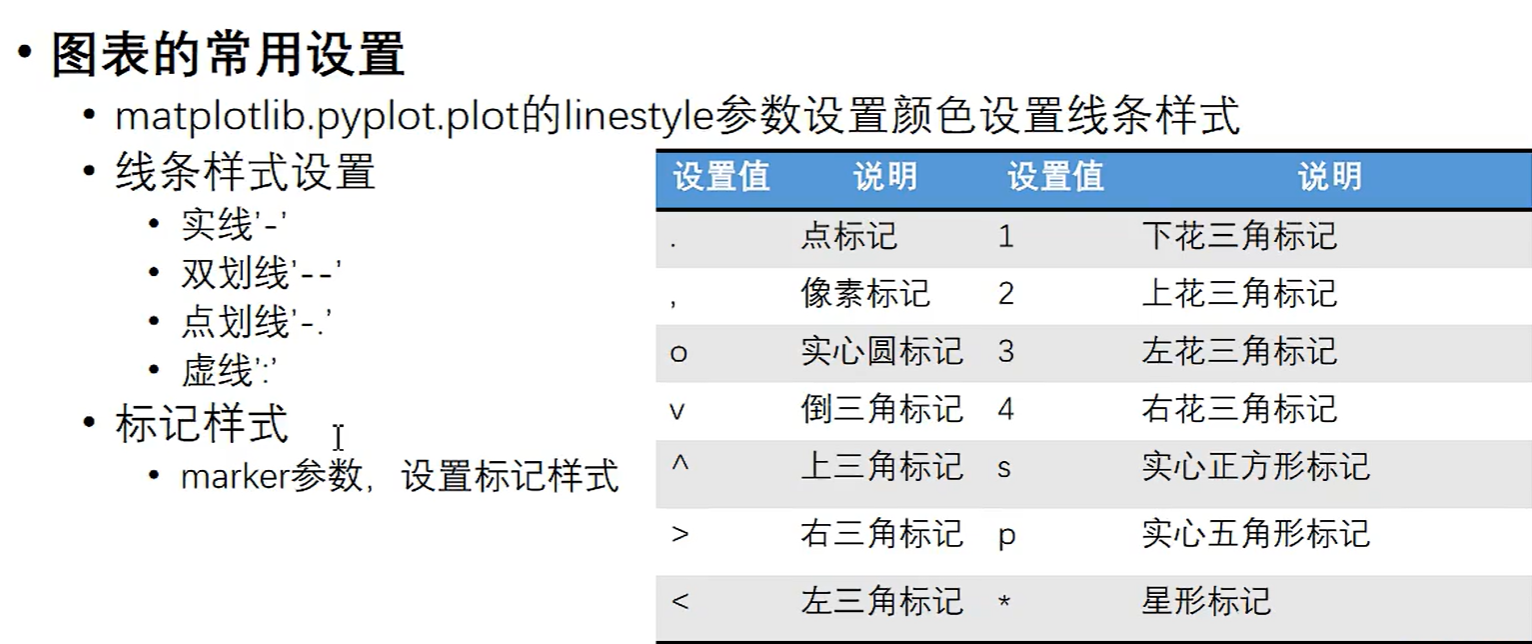 • 图表的常用设置
• matplotlib.pyplot.plot的linestyle参数设置颜色设置线条样式
• 线条样式设置
• 实线’-’
• 双划线’--’
• 点划线’-.’
• 虚线’:’
• 标记样式
• marker参数，设置标记样式
设置值 说明 设置值 说明
. 点标记 1 下花三角标记
, 像素标记 2 上花三角标记
o 实心圆标记 3 左花三角标记
v 倒三角标记 4 右花三角标记
^ 上三角标记 s 实心正方形标记
> 右三角标记 p 实心五角形标记
< 左三角标记 * 星形标记